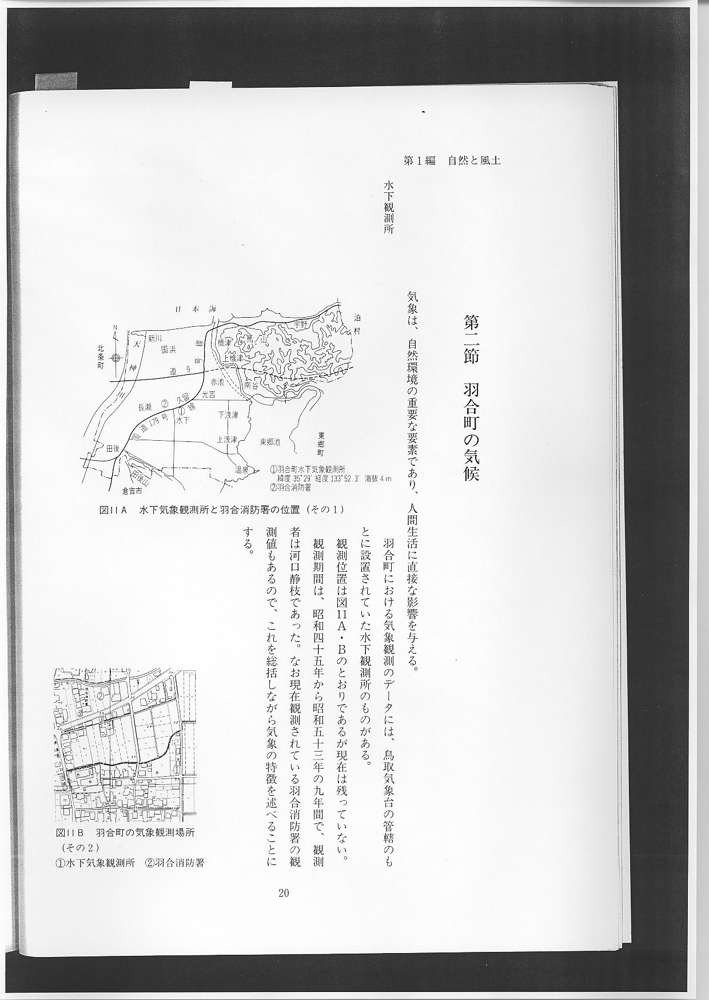 第1編　自然と風土
第二節　羽合町の気候
気象は、自然環境の重要な要素であり、人間生活に直接な影響を与える。
水下観測所
羽合町における気象観測のデータには、鳥取気象台の管轄のも
とに設置されていた水下観測所のものがある。
観測位置は図11A・Bのとおりであるが現在は残っていない。
観測期間は、昭和四十五年から昭和五十三年の九年間で、観測
者は河口静枝であった。なお現在観測されている羽合消防署の観
測値もあるので、これを総括しながら気象の特徴を述べることに
する。
日本海
泊村
宇野
N
北条町
天神川
新川
国浜
橋津
馬ノ山
上橋津
道9号
赤池
南谷
光吉
長瀬
②
久留
①
線
水下
国道179号
下浅津
上浅津
東郷池
東郷町
田後
田後山
温泉
倉吉市
①羽合町水下気象観測所
緯度35°29′経度133°52.3′海抜4m
②羽合消防署
図11A　水下気象観測所と羽合消防署の位置（その1）
②
①
図11B　羽合町の気象観測場所
（その2）
①水下気象観測所　②羽合消防署
20